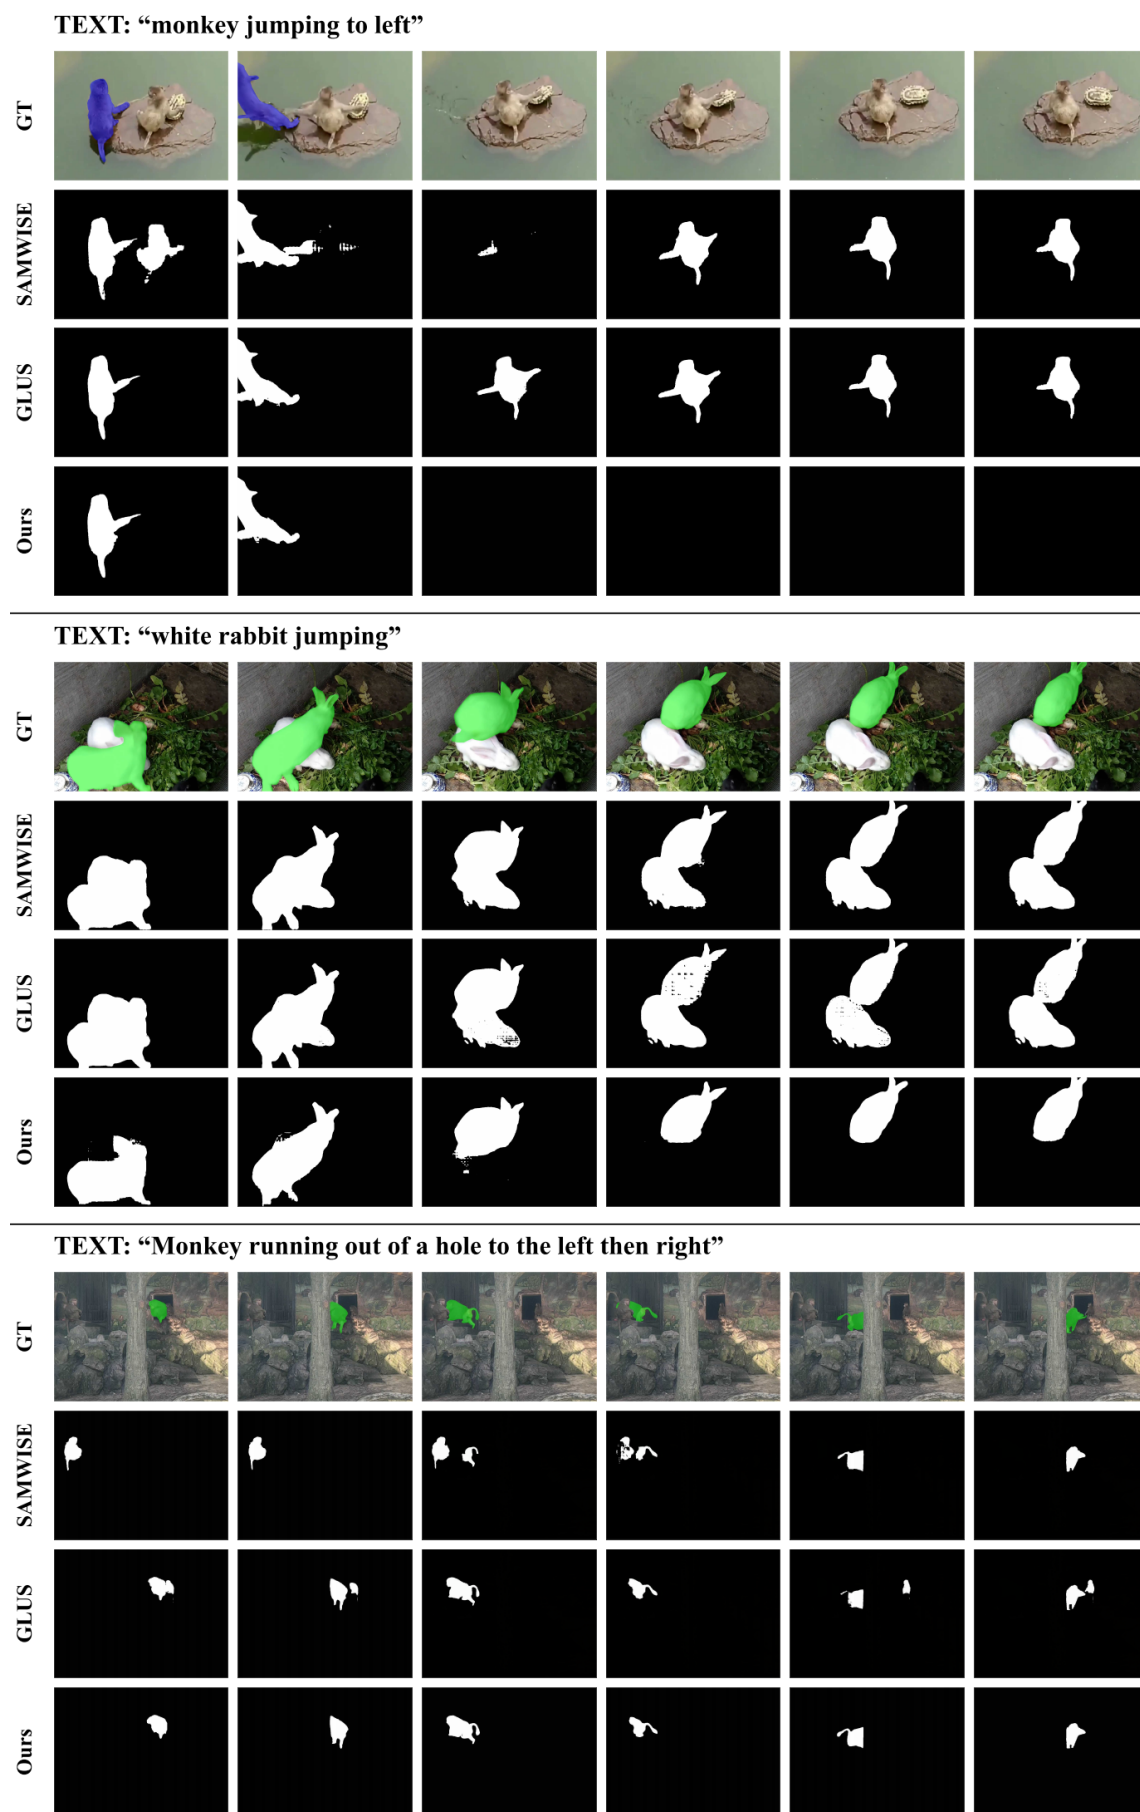 TEXT: “monkey jumping to left”
GT
SAMWISE
GLUS
Ours
TEXT: “white rabbit jumping”
GT
SAMWISE
GLUS
Ours
TEXT: “Monkey running out of a hole to the left then right”
GT
SAMWISE
GLUS
Ours